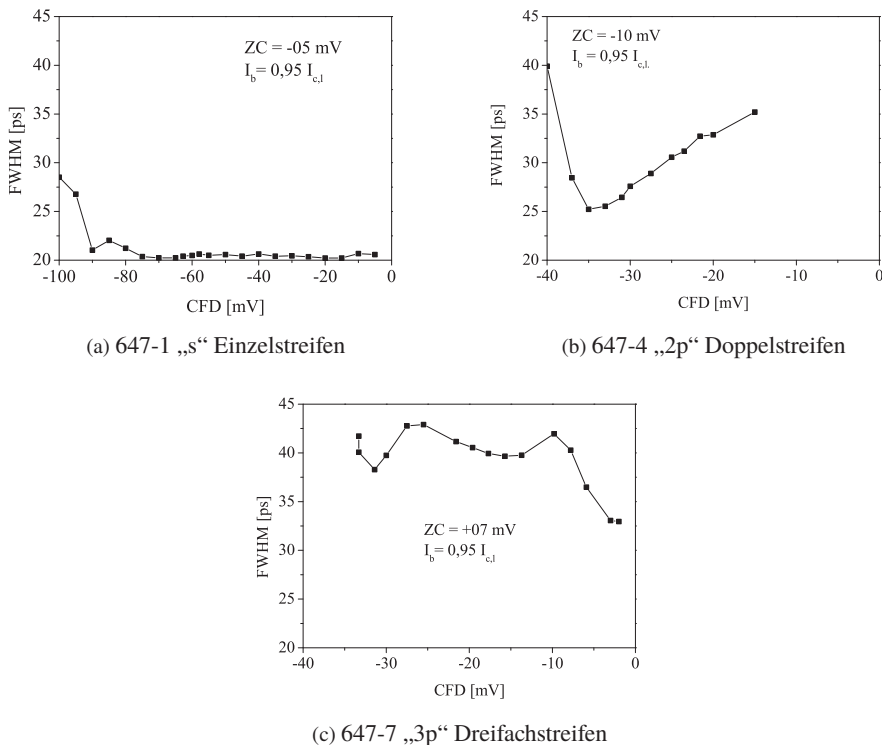 45
40
35
30
25
20
FWHM [ps]
ZC = -05 mV
I_b= 0,95 I_c,l
-100 -80 -60 -40 -20 0
CFD [mV]
(a) 647-1 „s“ Einzelstreifen
45
40
35
30
25
20
FWHM [ps]
ZC = -10 mV
I_b= 0,95 I_c,l.
-40 -30 -20 -10 0
CFD [mV]
(b) 647-4 „2p“ Doppelstreifen
45
40
35
30
25
20
FWHM [ps]
ZC = +07 mV
I_b= 0,95 I_c,l
-40 -30 -20 -10 0
CFD [mV]
(c) 647-7 „3p“ Dreifachstreifen